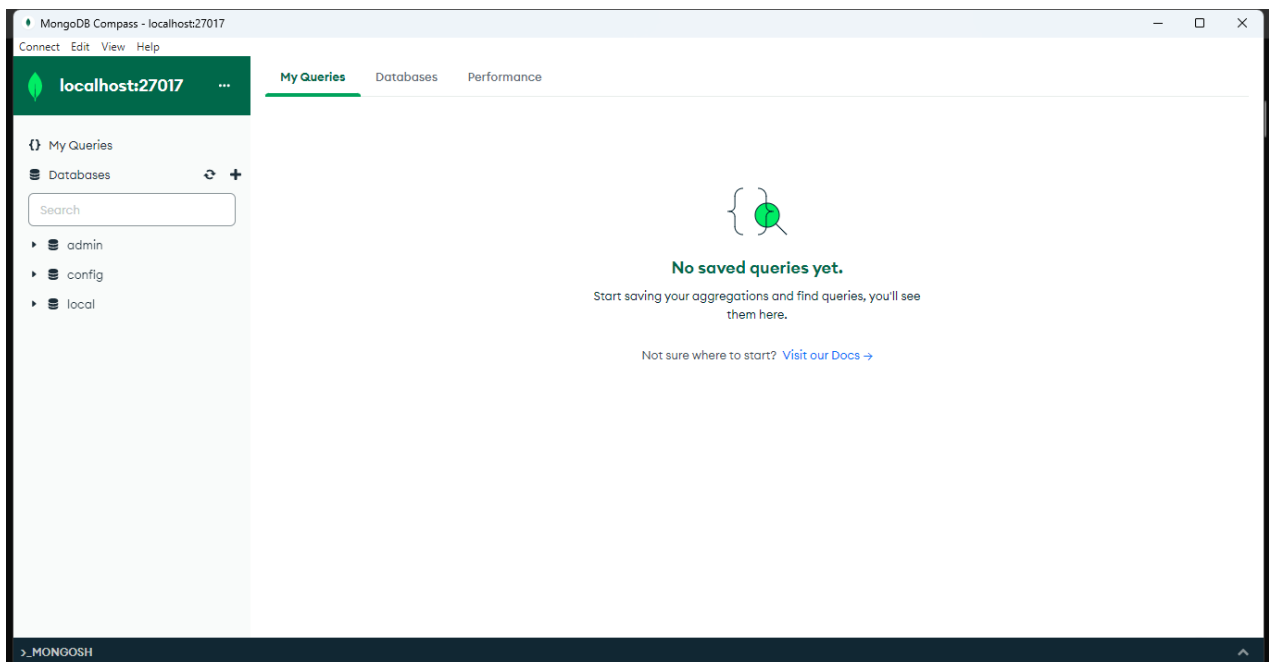 MongoDB Compass - localhost:27017
Connect Edit View Help
localhost:27017 ...
My Queries Databases Performance
{} My Queries
Databases
Search
admin
config
local
No saved queries yet.
Start saving your aggregations and find queries, you'll see
them here.
Not sure where to start? Visit our Docs →
>_MONGOSH